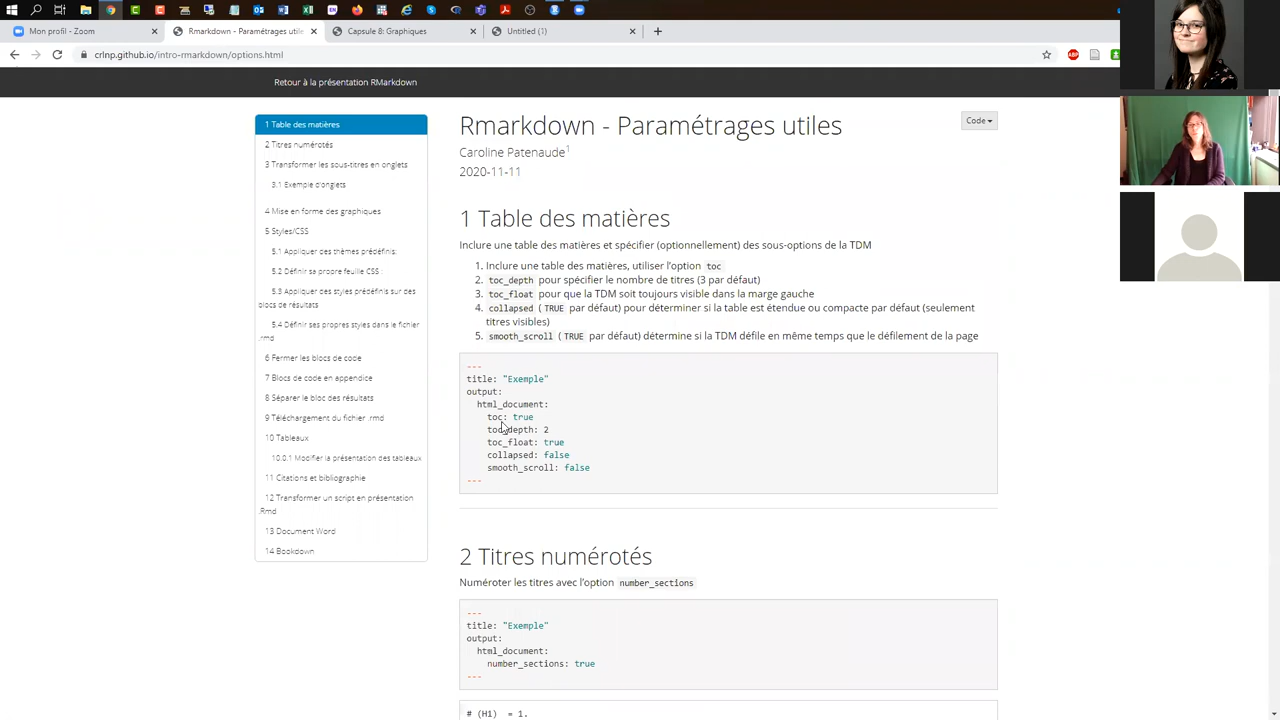 Mon profil - Zoom
Rmarkdown - Paramétrages utile
Capsule 8: Graphiques
Untitled (1)
crlnp.github.io/intro-rmarkdown/options.html
Retour à la présentation RMarkdown
1 Table des matières
2 Titres numérotés
3 Transformer les sous-titres en onglets
3.1 Exemple d'onglets
4 Mise en forme des graphiques
5 Styles/CSS
5.1 Appliquer des thèmes prédéfinis:
5.2 Définir se propre feuille CSS :
5.3 Appliquer des styles prédéfinis sur des
blocs de résultats
5.4 Définir ses propres styles dans le fichier
.rmd
6 Fermer les blocs de code
7 Blocs de code en appendice
8 Séparer le bloc des résultats
9 Téléchargement du fichier .rmd
10 Tableaux
10.0.1 Modifier la présentation des tableaux
11 Citations et bibliographie
12 Transformer un script en présentation
.Rmd
13 Document Word
14 Bookdown
Rmarkdown - Paramétrages utiles
Code
Caroline Patenaude1
2020-11-11
1 Table des matières
Inclure une table des matières et spécifier (optionnellement) des sous-options de la TDM
1. Inclure une table des matières, utiliser l'option toc
2. toc_depth pour spécifier le nombre de titres (3 par défaut)
3. toc_float pour que la TDM soit toujours visible dans la marge gauche
4. collapsed ( TRUE par défaut) pour déterminer si la table est étendue ou compacte par défaut (seulement
titres visibles)
5. smooth_scroll ( TRUE par défaut) détermine si la TDM défile en même temps que le défilement de la page
---
title: "Exemple"
output:
html_document:
toc: true
toc_depth: 2
toc_float: true
collapsed: false
smooth_scroll: false
---
2 Titres numérotés
Numéroter les titres avec l'option number_sections
---
title: "Exemple"
output:
html_document:
number_sections: true
---
# (H1) = 1.